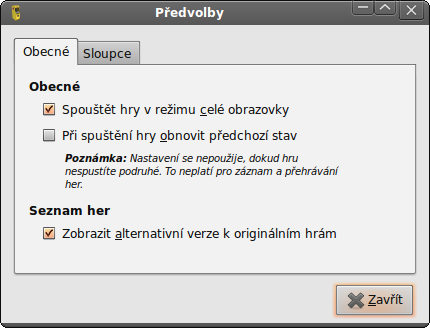 Předvolby
Obecné
Sloupce
Obecné
Spouštět hry v režimu celé obrazovky
Při spuštění hry obnovit předchozí stav
Poznámka: Nastavení se nepoužije, dokud hru
nespustíte podruhé. To neplatí pro záznam a přehrávání
her.
Seznam her
Zobrazit alternativní verze k originálním hrám
Zavřít